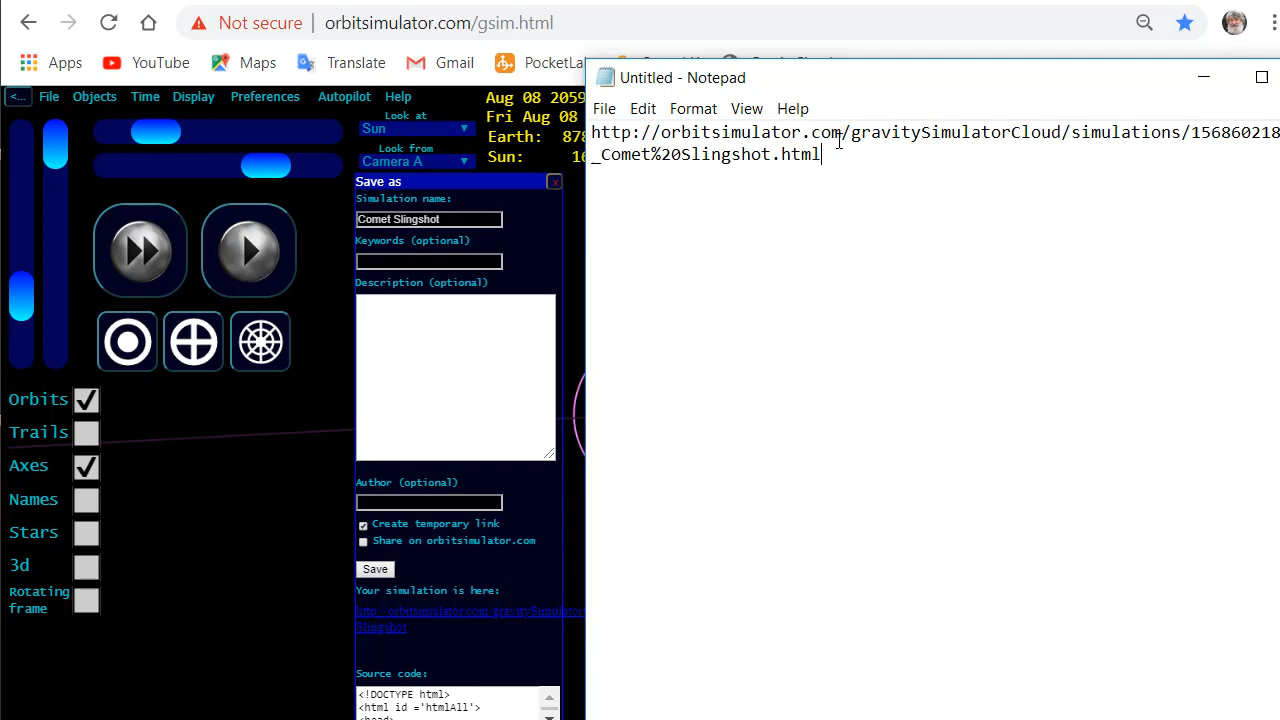 Not secure
orbitsimulator.com/gsim.html
Apps
YouTube
Maps
Translate
Gmail
Untitled - Notepad
File Edit Format View Help
http://orbitsimulator.com/gravitySimulatorCloud/simulations/156860218
_Comet%20Slingshot.html
<...
File Objects Time Display Preferences Autopilot Help
Aug 08 2059
Fri Aug 08
Earth: 878
Sun: 16
Look at
Sun
Look from
Camera A
Save as
x
Simulation name:
Comet Slingshot
Keywords (optional)
Description (optional)
Author (optional)
Create temporary link
Share on orbitsimulator.com
Save
Your simulation is here:
Slingshot
Source code:
<!DOCTYPE html>
<html id ='htmlAll'>
<head>
Orbits
Trails
Axes
Names
Stars
3d
Rotating
frame